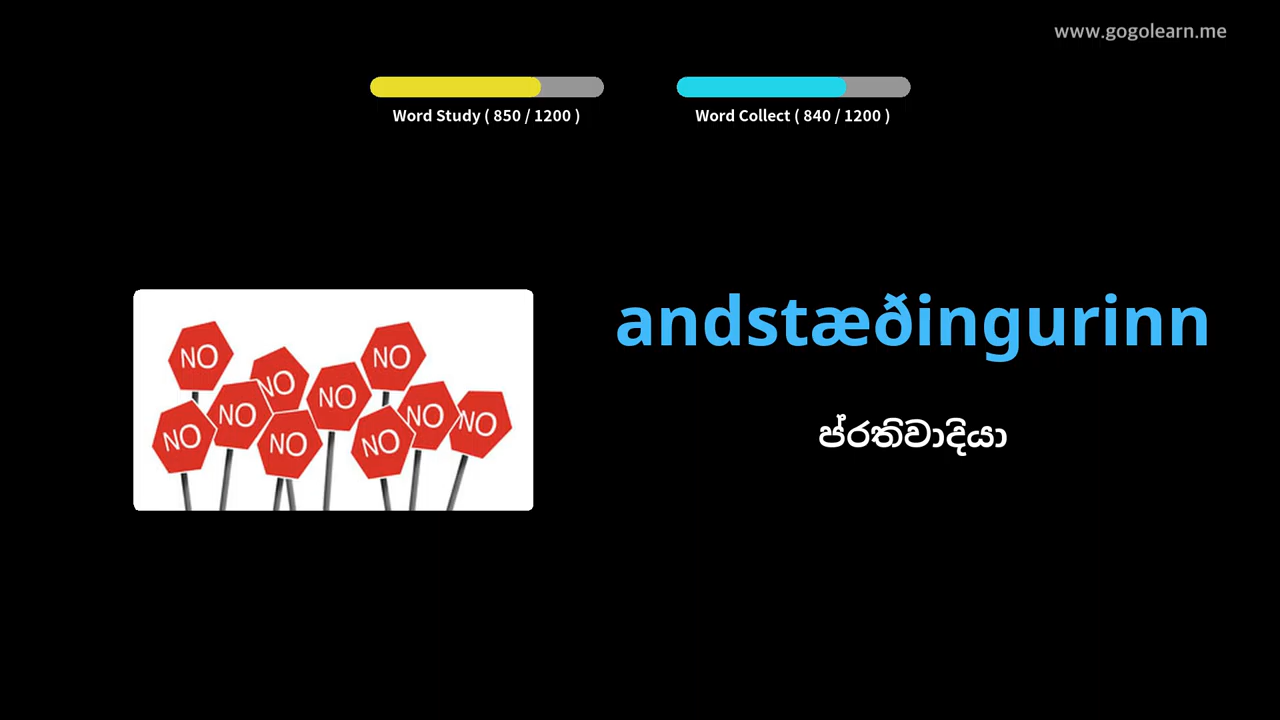 www.gogolearn.me
Word Study ( 850 / 1200 )
Word Collect ( 840 / 1200 )
andstæðingurinn
ප්රතිවාදියා
NO
NO
NO
NO
NO
NO
NO
NO
NO
NO